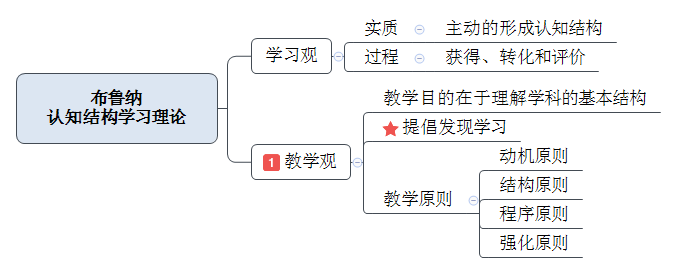 布鲁纳
认知结构学习理论
学习观
实质
主动的形成认知结构
过程
获得、转化和评价
1 教学观
教学目的在于理解学科的基本结构
提倡发现学习
教学原则
动机原则
结构原则
程序原则
强化原则